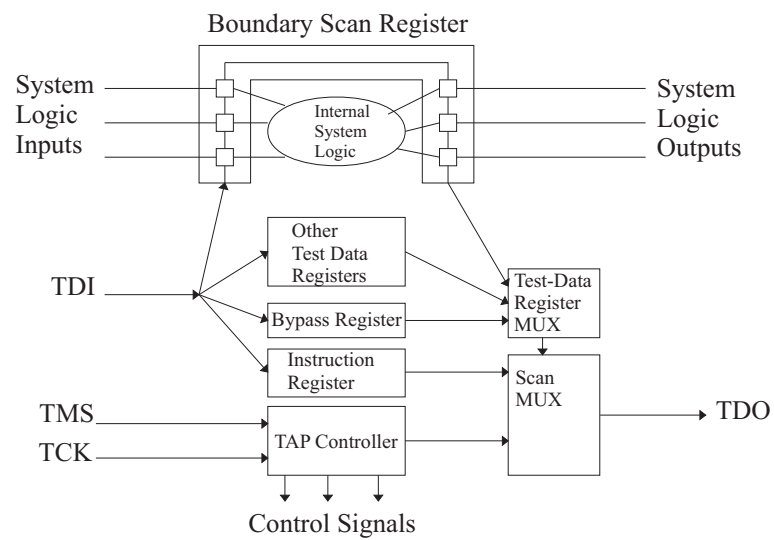 Boundary Scan Register
System
Logic
Inputs
Internal
System
Logic
System
Logic
Outputs
Other
Test Data
Registers
TDI
Bypass Register
Test-Data
Register
MUX
Instruction
Register
Scan
MUX
TMS
TCK
TAP Controller
TDO
Control Signals